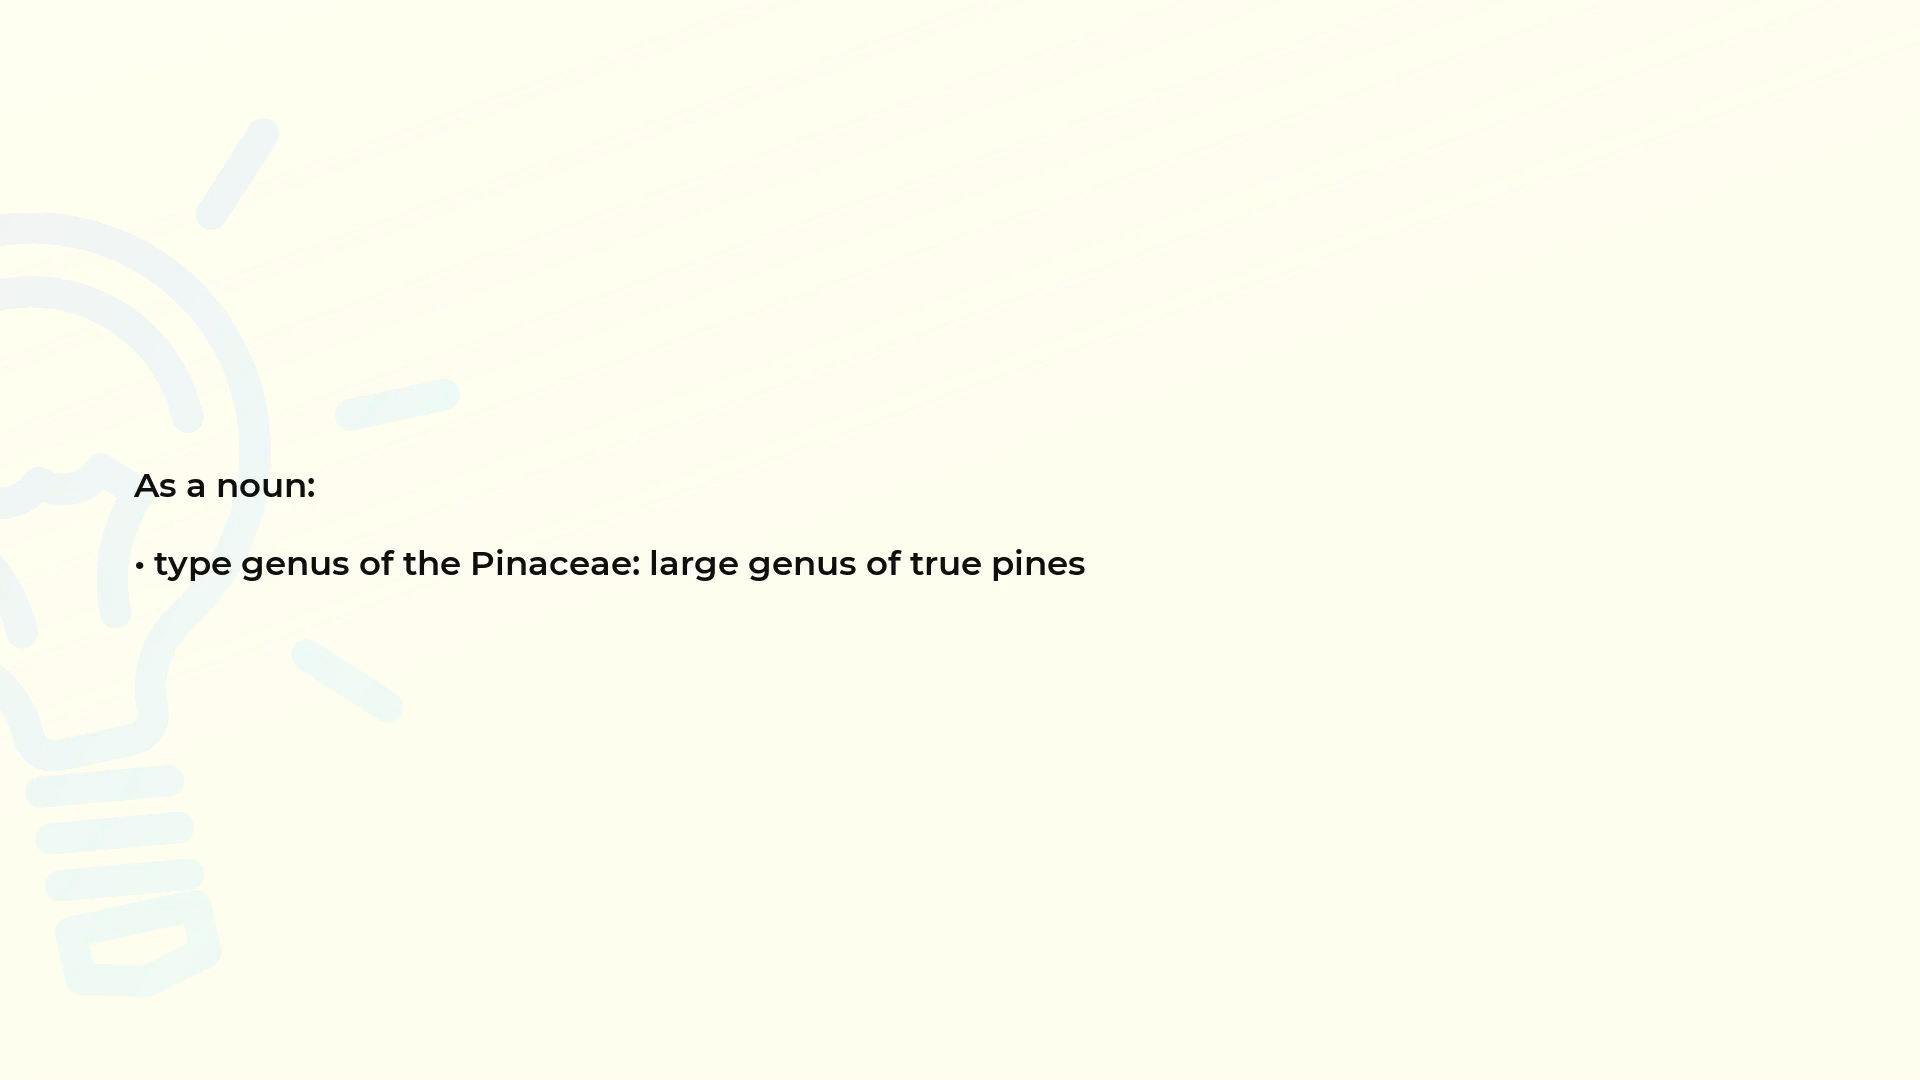 As a noun:
• type genus of the Pinaceae: large genus of true pines